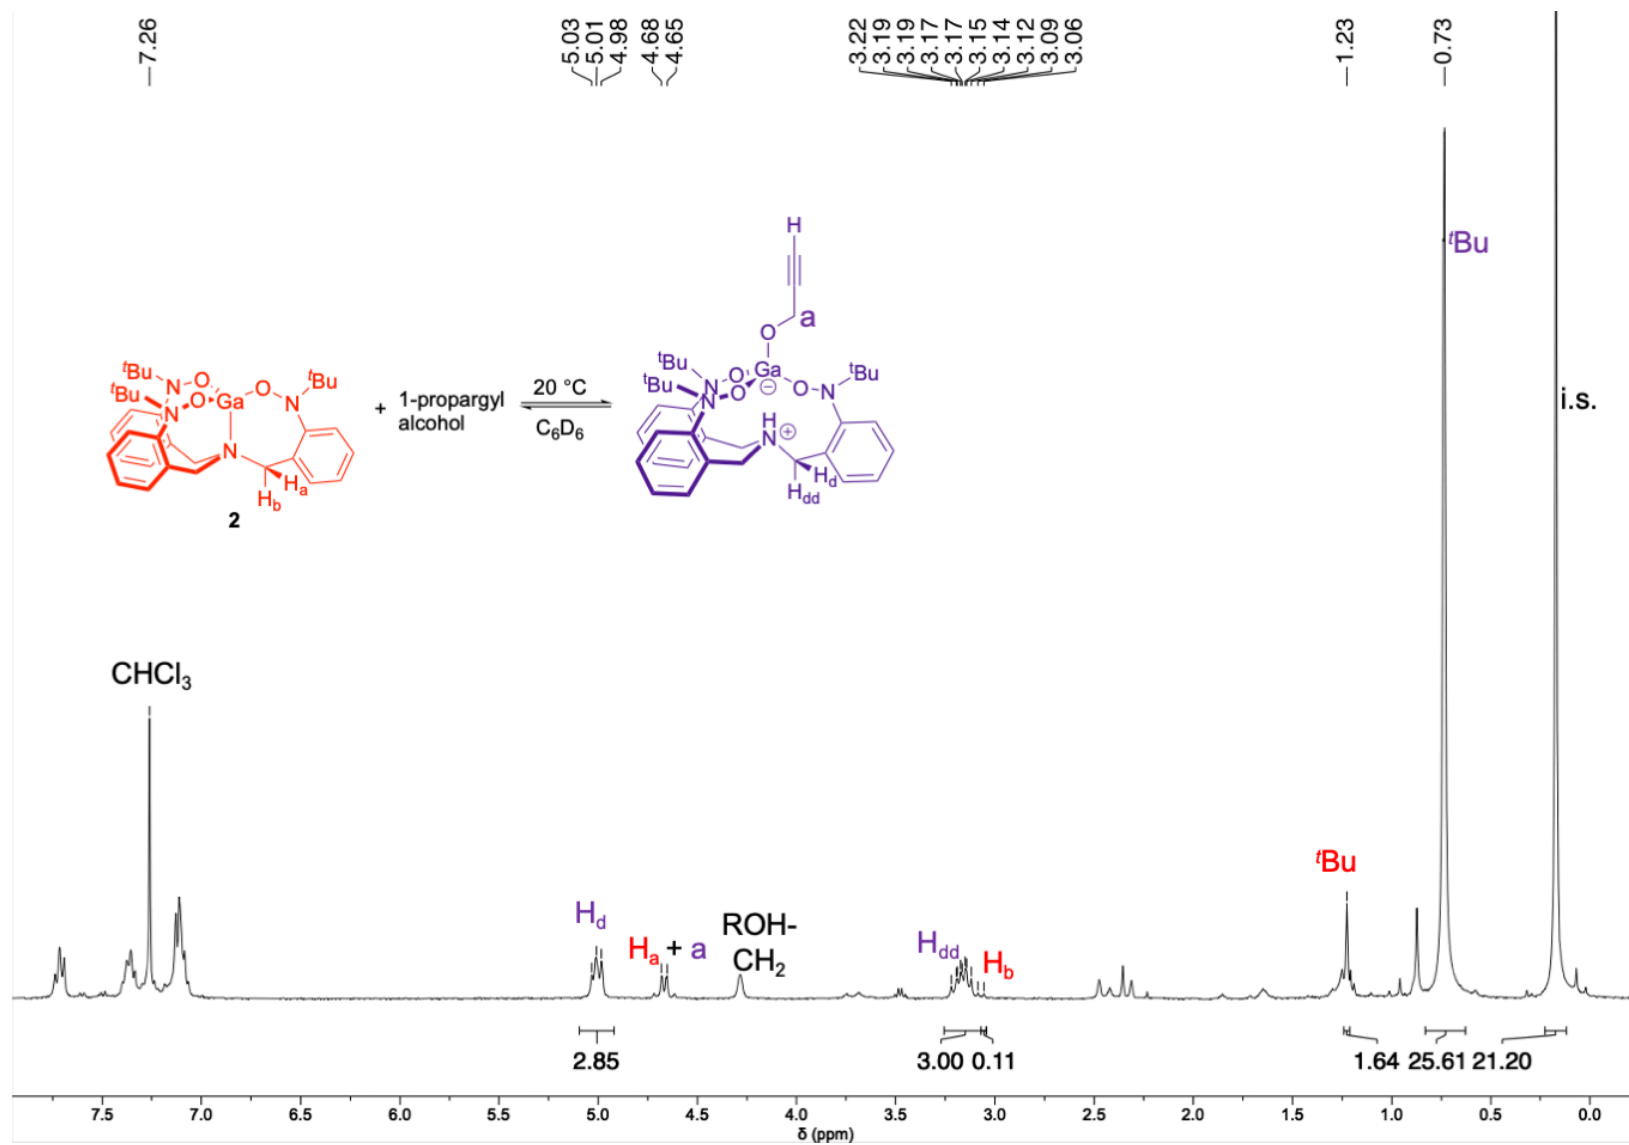 7.26
5.03
5.01
4.98
4.68
4.65
3.22
3.19
3.19
3.17
3.17
3.15
3.14
3.12
3.09
3.06
1.23
0.73
tBu
H
a
O
tBu
tBu
N
O
N
O
Ga
O
N
tBu
N
Ha
Hb
2
+ 1-propargyl
alcohol
20 °C
C6D6
tBu
tBu
N
O
N
O
Ga
⊖
O
N
tBu
H
N
⊕
Hd
Hdd
i.s.
CHCl3
tBu
Hd
Ha + a
ROH-
CH2
Hdd
Hb
2.85
3.00
0.11
1.64
25.61
21.20
7.5
7.0
6.5
6.0
5.5
5.0
4.5
4.0
3.5
3.0
2.5
2.0
1.5
1.0
0.5
0.0
δ (ppm)